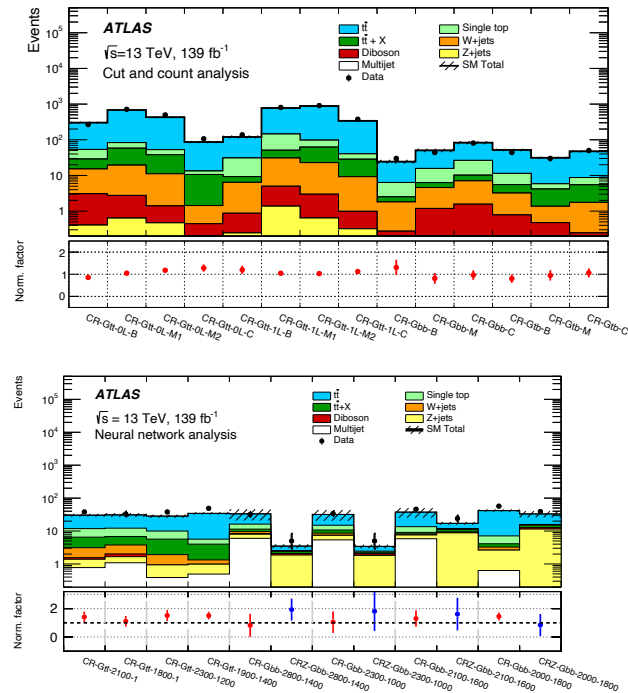 Events
ATLAS
√s=13 TeV, 139 fb⁻¹
Cut and count analysis
tt̄
tt̄ + X
Diboson
Multijet
Data
Single top
W+jets
Z+jets
SM Total
10⁵
10⁴
10³
10²
10
1
Norm. factor
2
1
0
CR-Gtt-0L-B
CR-Gtt-0L-M1
CR-Gtt-0L-M2
CR-Gtt-0L-C
CR-Gtt-1L-B
CR-Gtt-1L-M1
CR-Gtt-1L-M2
CR-Gtt-1L-C
CR-Gbb-B
CR-Gbb-M
CR-Gbb-C
CR-Gtb-B
CR-Gtb-M
CR-Gtb-C
Events
ATLAS
√s = 13 TeV, 139 fb⁻¹
Neural network analysis
tt̄
tt̄+X
Diboson
Multijet
Data
Single top
W+jets
Z+jets
SM Total
10⁵
10⁴
10³
10²
10
1
Norm. factor
2
0
CR-Gtt-2100-1
CR-Gtt-1800-1
CR-Gtt-2300-1200
CR-Gtt-1900-1400
CR-Gbb-2800-1400
CRZ-Gbb-2800-1400
CR-Gbb-2300-1000
CRZ-Gbb-2300-1000
CR-Gbb-2100-1600
CRZ-Gbb-2100-1600
CR-Gbb-2000-1800
CRZ-Gbb-2000-1800